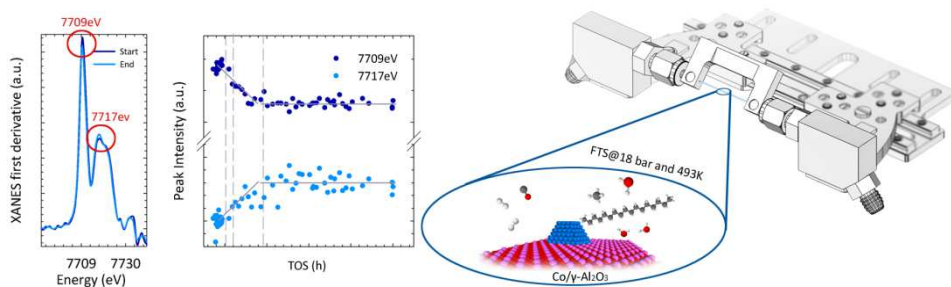 7709eV
Start
End
7717ev
XANES first derivative (a.u.)
7709 7730
Energy (eV)
7709eV
7717eV
Peak Intensity (a.u.)
TOS (h)
FTS@18 bar and 493K
Co/γ-Al₂O₃